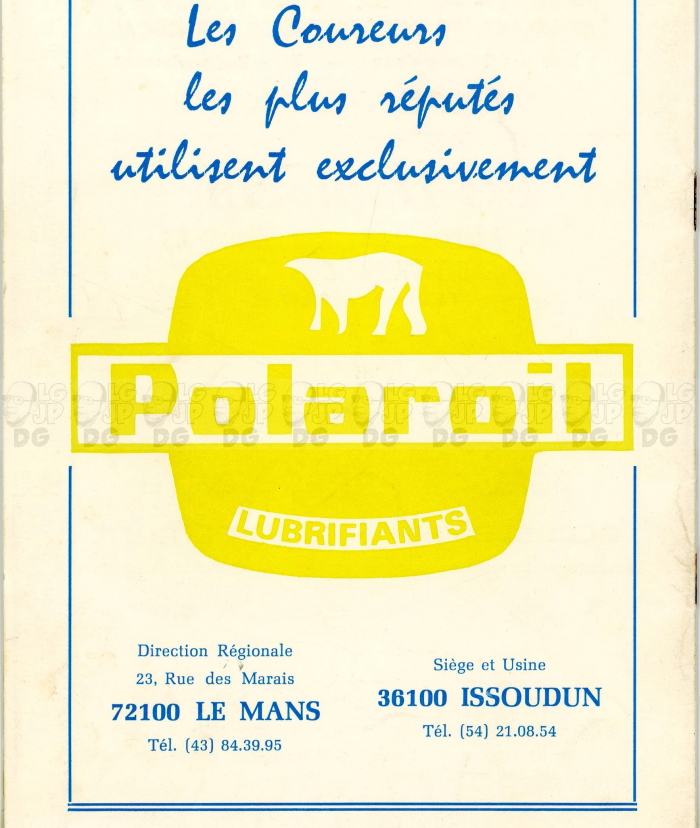 Les Coureurs
les plus réputés
utilisent exclusivement
Polaroil
LUBRIFIANTS
Direction Régionale
23, Rue des Marais
72100 LE MANS
Tél. (43) 84.39.95
Siège et Usine
36100 ISSOUDUN
Tél. (54) 21.08.54